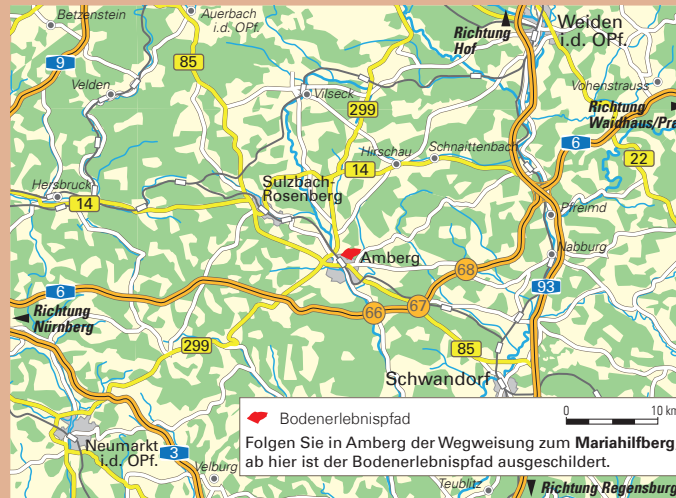 Betzenstein
Auerbach
i.d. OPf.
Richtung
Hof
Weiden
i.d. OPf.
9
85
Velden
Vilseck
299
Vohenstrauss
Richtung
Waidhaus/Pra
6
22
Hirschau
Schnaittenbach
14
Hersbruck
14
Sulzbach-
Rosenberg
Pfreimd
Amberg
Nabburg
68
6
93
Richtung
Nürnberg
66
67
299
85
Schwandorf
Neumarkt
i.d. OPf.
3
Velburg
Bodenerlebnispfad
0
10 km
Folgen Sie in Amberg der Wegweisung zum Mariahilfberg,
ab hier ist der Bodenerlebnispfad ausgeschildert.
Teublitz
Richtung Regensburg